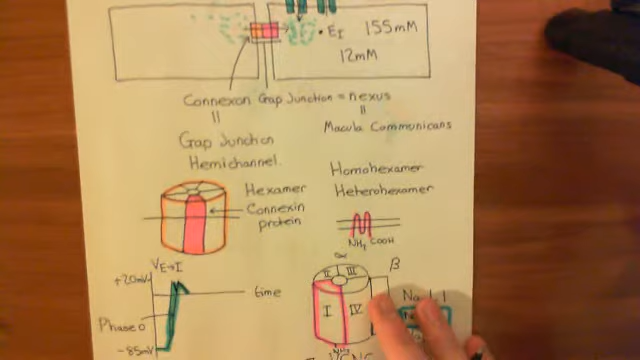 EI 155mM
12mM
Connexon Gap Junction = nexus
Gap Junction
Hemichannel.
Macula Communicans
Homohexamer
Heterohexamer
Hexamer
Connexin
protein
NH2 COOH
VE→I
+20mV
time
Phase 0
-85mV
α
β
II III
I IV